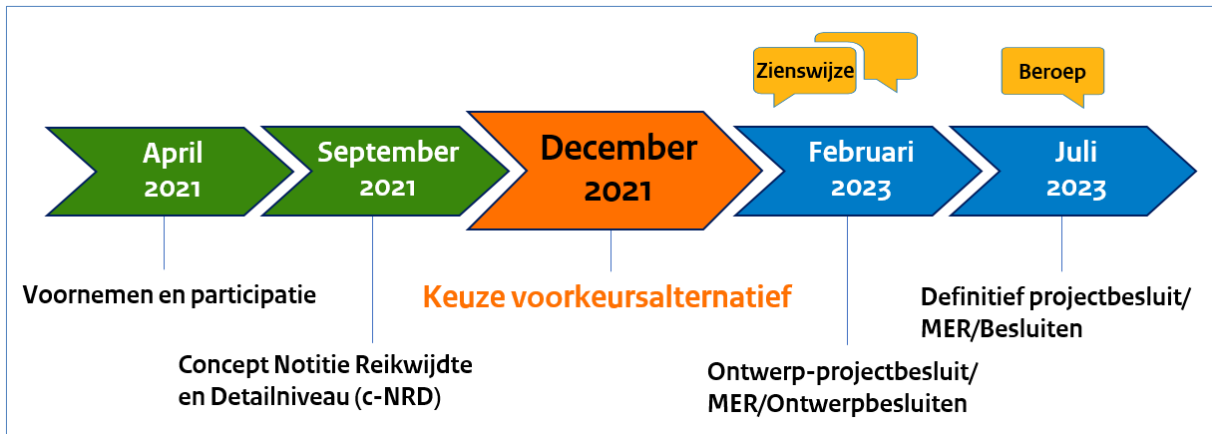 Zienswijze
Beroep
April
2021
September
2021
December
2021
Februari
2023
Juli
2023
Voornemen en participatie
Concept Notitie Reikwijdte
en Detailniveau (c-NRD)
Keuze voorkeursalternatief
Ontwerp-projectbesluit/
MER/Ontwerpbesluiten
Definitief projectbesluit/
MER/Besluiten